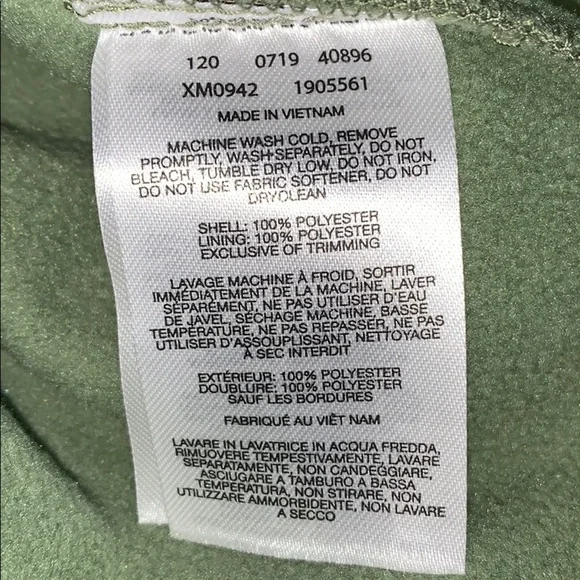 120 0719 40896
XM0942 1905561
MADE IN VIETNAM
MACHINE WASH COLD, REMOVE
PROMPTLY, WASH SEPARATELY, DO NOT
BLEACH, TUMBLE DRY LOW, DO NOT IRON,
DO NOT USE FABRIC SOFTENER, DO NOT
DRYCLEAN
SHELL: 100% POLYESTER
LINING: 100% POLYESTER
EXCLUSIVE OF TRIMMING
LAVAGE MACHINE À FROID, SORTIR
IMMÉDIATEMENT DE LA MACHINE, LAVER
SÉPARÉMENT, NE PAS UTILISER D'EAU
DE JAVEL, SÉCHAGE MACHINE, BASSE
TEMPÉRATURE, NE PAS REPASSER, NE PAS
UTILISER D'ASSOUPLISSANT, NETTOYAGE
À SEC INTERDIT
EXTÉRIEUR: 100% POLYESTER
DOUBLURE: 100% POLYESTER
SAUF LES BORDURES
FABRIQUÉ AU VIÊT NAM
LAVARE IN LAVATRICE IN ACQUA FREDDA,
RIMUOVERE TEMPESTIVAMENTE, LAVARE
SEPARATAMENTE, NON CANDEGGIARE,
ASCIUGARE A TAMBURO A BASSA
TEMPERATURA, NON STIRARE, NON
UTILIZZARE AMMORBIDENTE, NON LAVARE
A SECCO